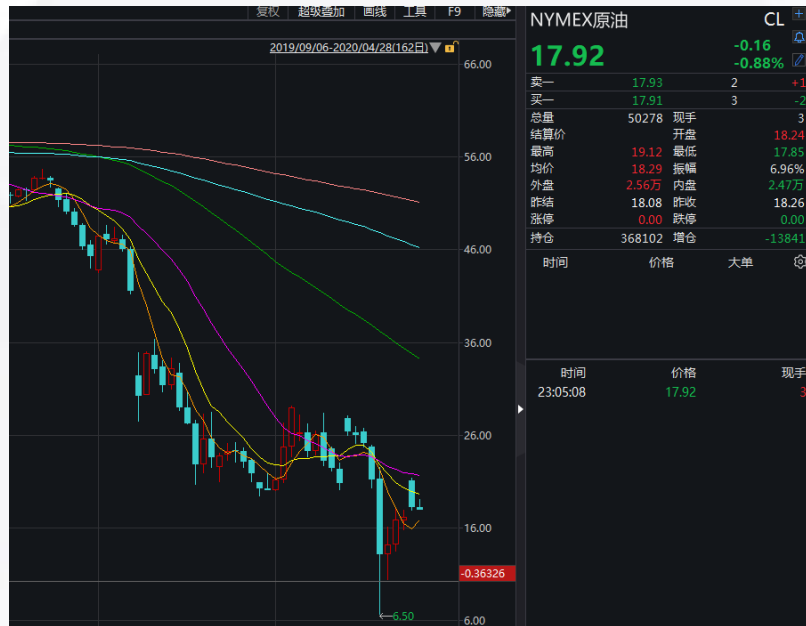 复权 超级叠加 画线 工具 F9 隐藏
2019/09/06-2020/04/28(162日)
66.00
56.00
46.00
36.00
26.00
16.00
-0.36326
6.50
6.00
NYMEX原油 CL
17.92 -0.16
-0.88%
卖一 17.93 2 +1
买一 17.91 3 -2
总量 50278 现手 3
结算价 开盘 18.24
最高 19.12 最低 17.85
均价 18.29 振幅 6.96%
外盘 2.56万 内盘 2.47万
昨结 18.08 昨收 18.26
涨停 0.00 跌停 0.00
持仓 368102 增仓 -13841
时间 价格 大单
时间 价格 现手
23:05:08 17.92 3